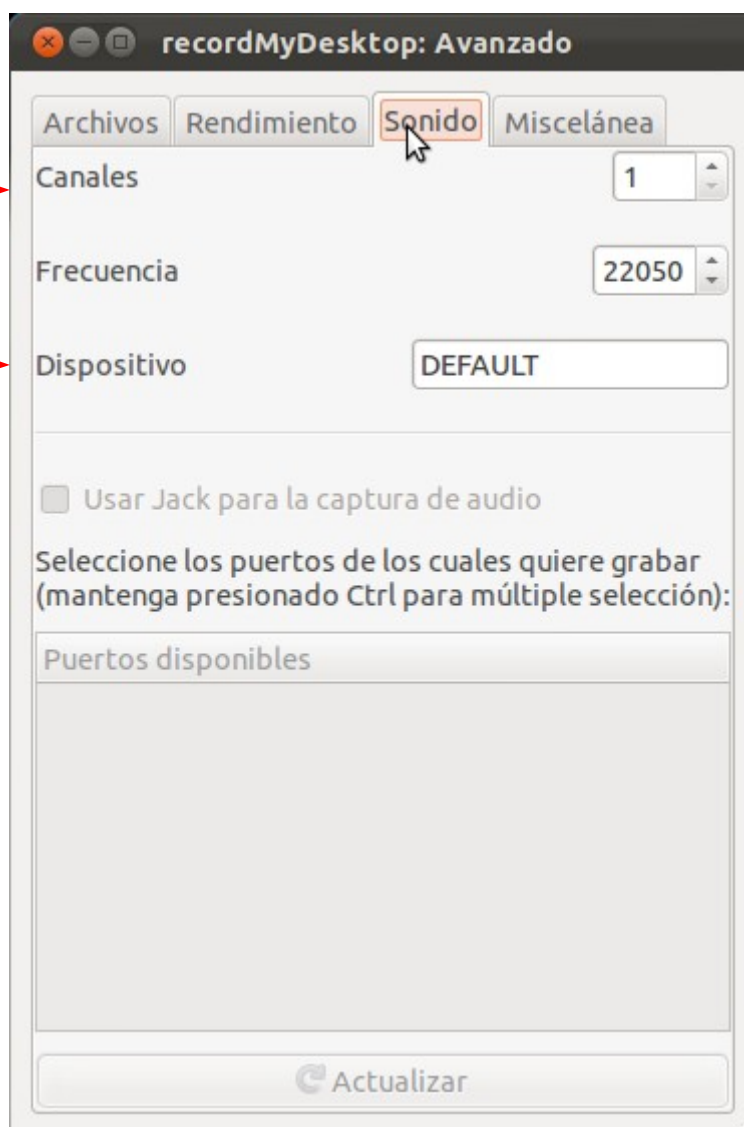 recordMyDesktop: Avanzado
Archivos Rendimiento Sonido Miscelánea
Canales 1
Frecuencia 22050
Dispositivo DEFAULT
Usar Jack para la captura de audio
Seleccione los puertos de los cuales quiere grabar
(mantenga presionado Ctrl para múltiple selección):
Puertos disponibles
Actualizar